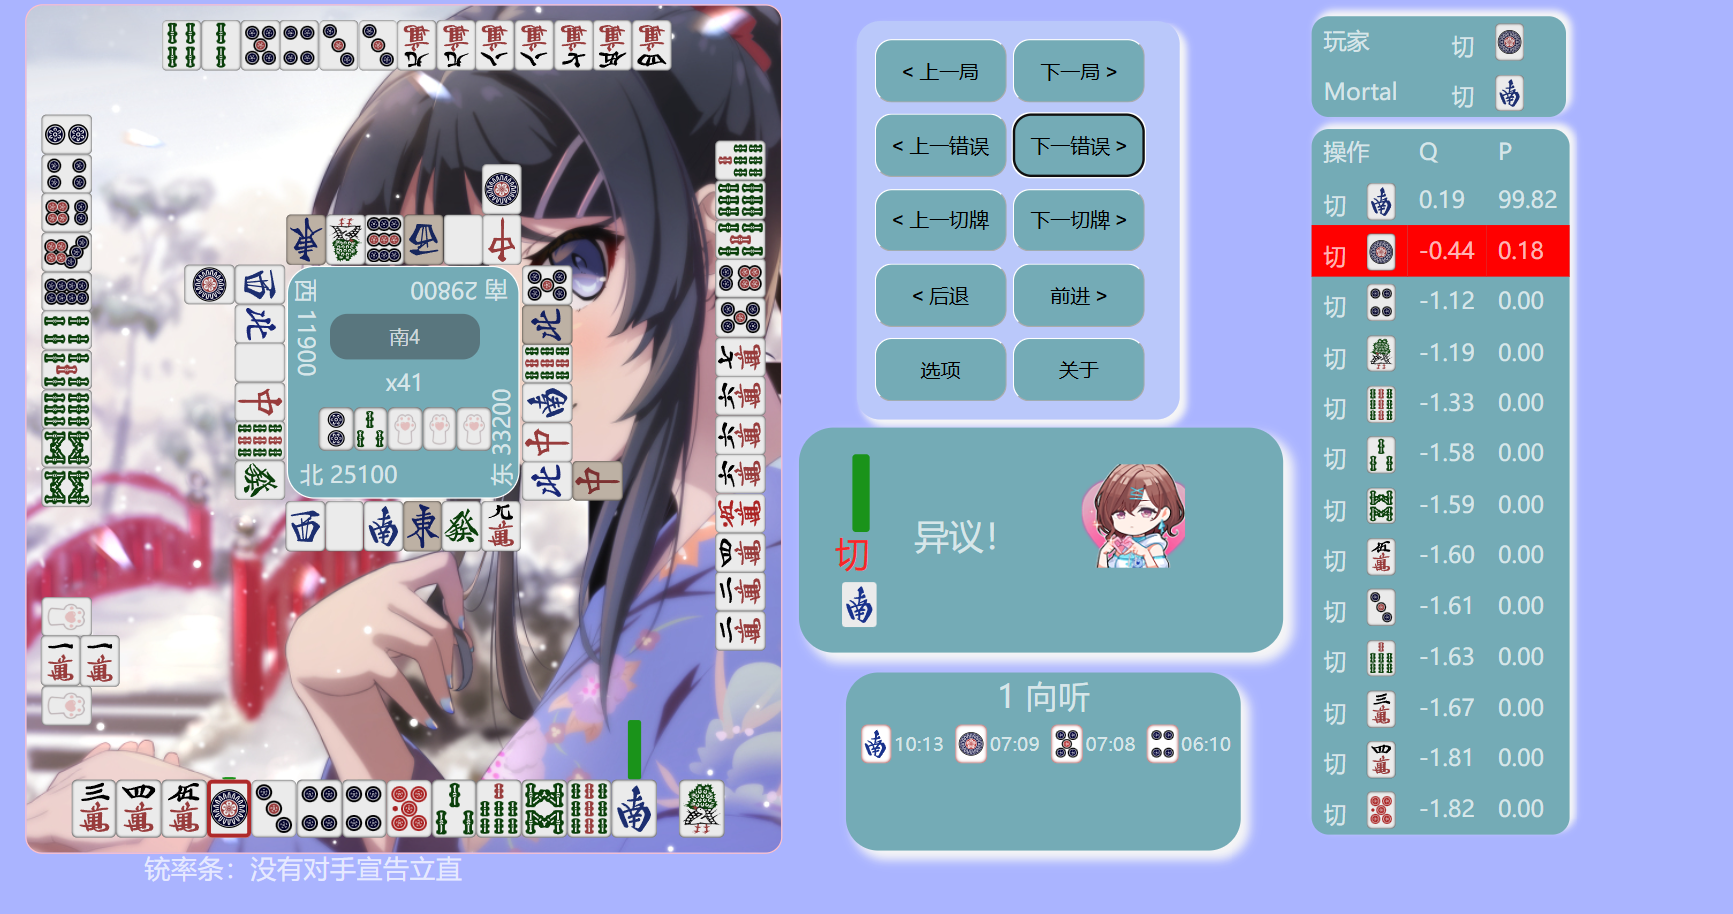 < 上一局
下一局 >
< 上一错误
下一错误 >
< 上一切牌
下一切牌 >
< 后退
前进 >
选项
关于
南 29800
西 11900
南4
x41
东 33200
北 25100
切
异议！
1 向听
10:13 07:09 07:08 06:10
铳率条：没有对手宣告立直
玩家 切
Mortal 切
操作 Q P
切 0.19 99.82
切 -0.44 0.18
切 -1.12 0.00
切 -1.19 0.00
切 -1.33 0.00
切 -1.58 0.00
切 -1.59 0.00
切 -1.60 0.00
切 -1.61 0.00
切 -1.63 0.00
切 -1.67 0.00
切 -1.81 0.00
切 -1.82 0.00